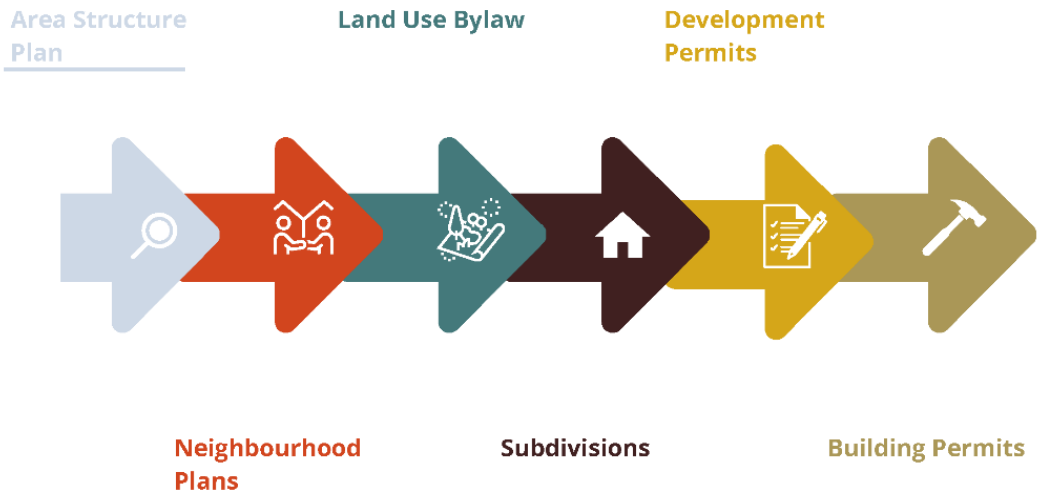 Area Structure
Plan
Land Use Bylaw
Development
Permits
Neighbourhood
Plans
Subdivisions
Building Permits